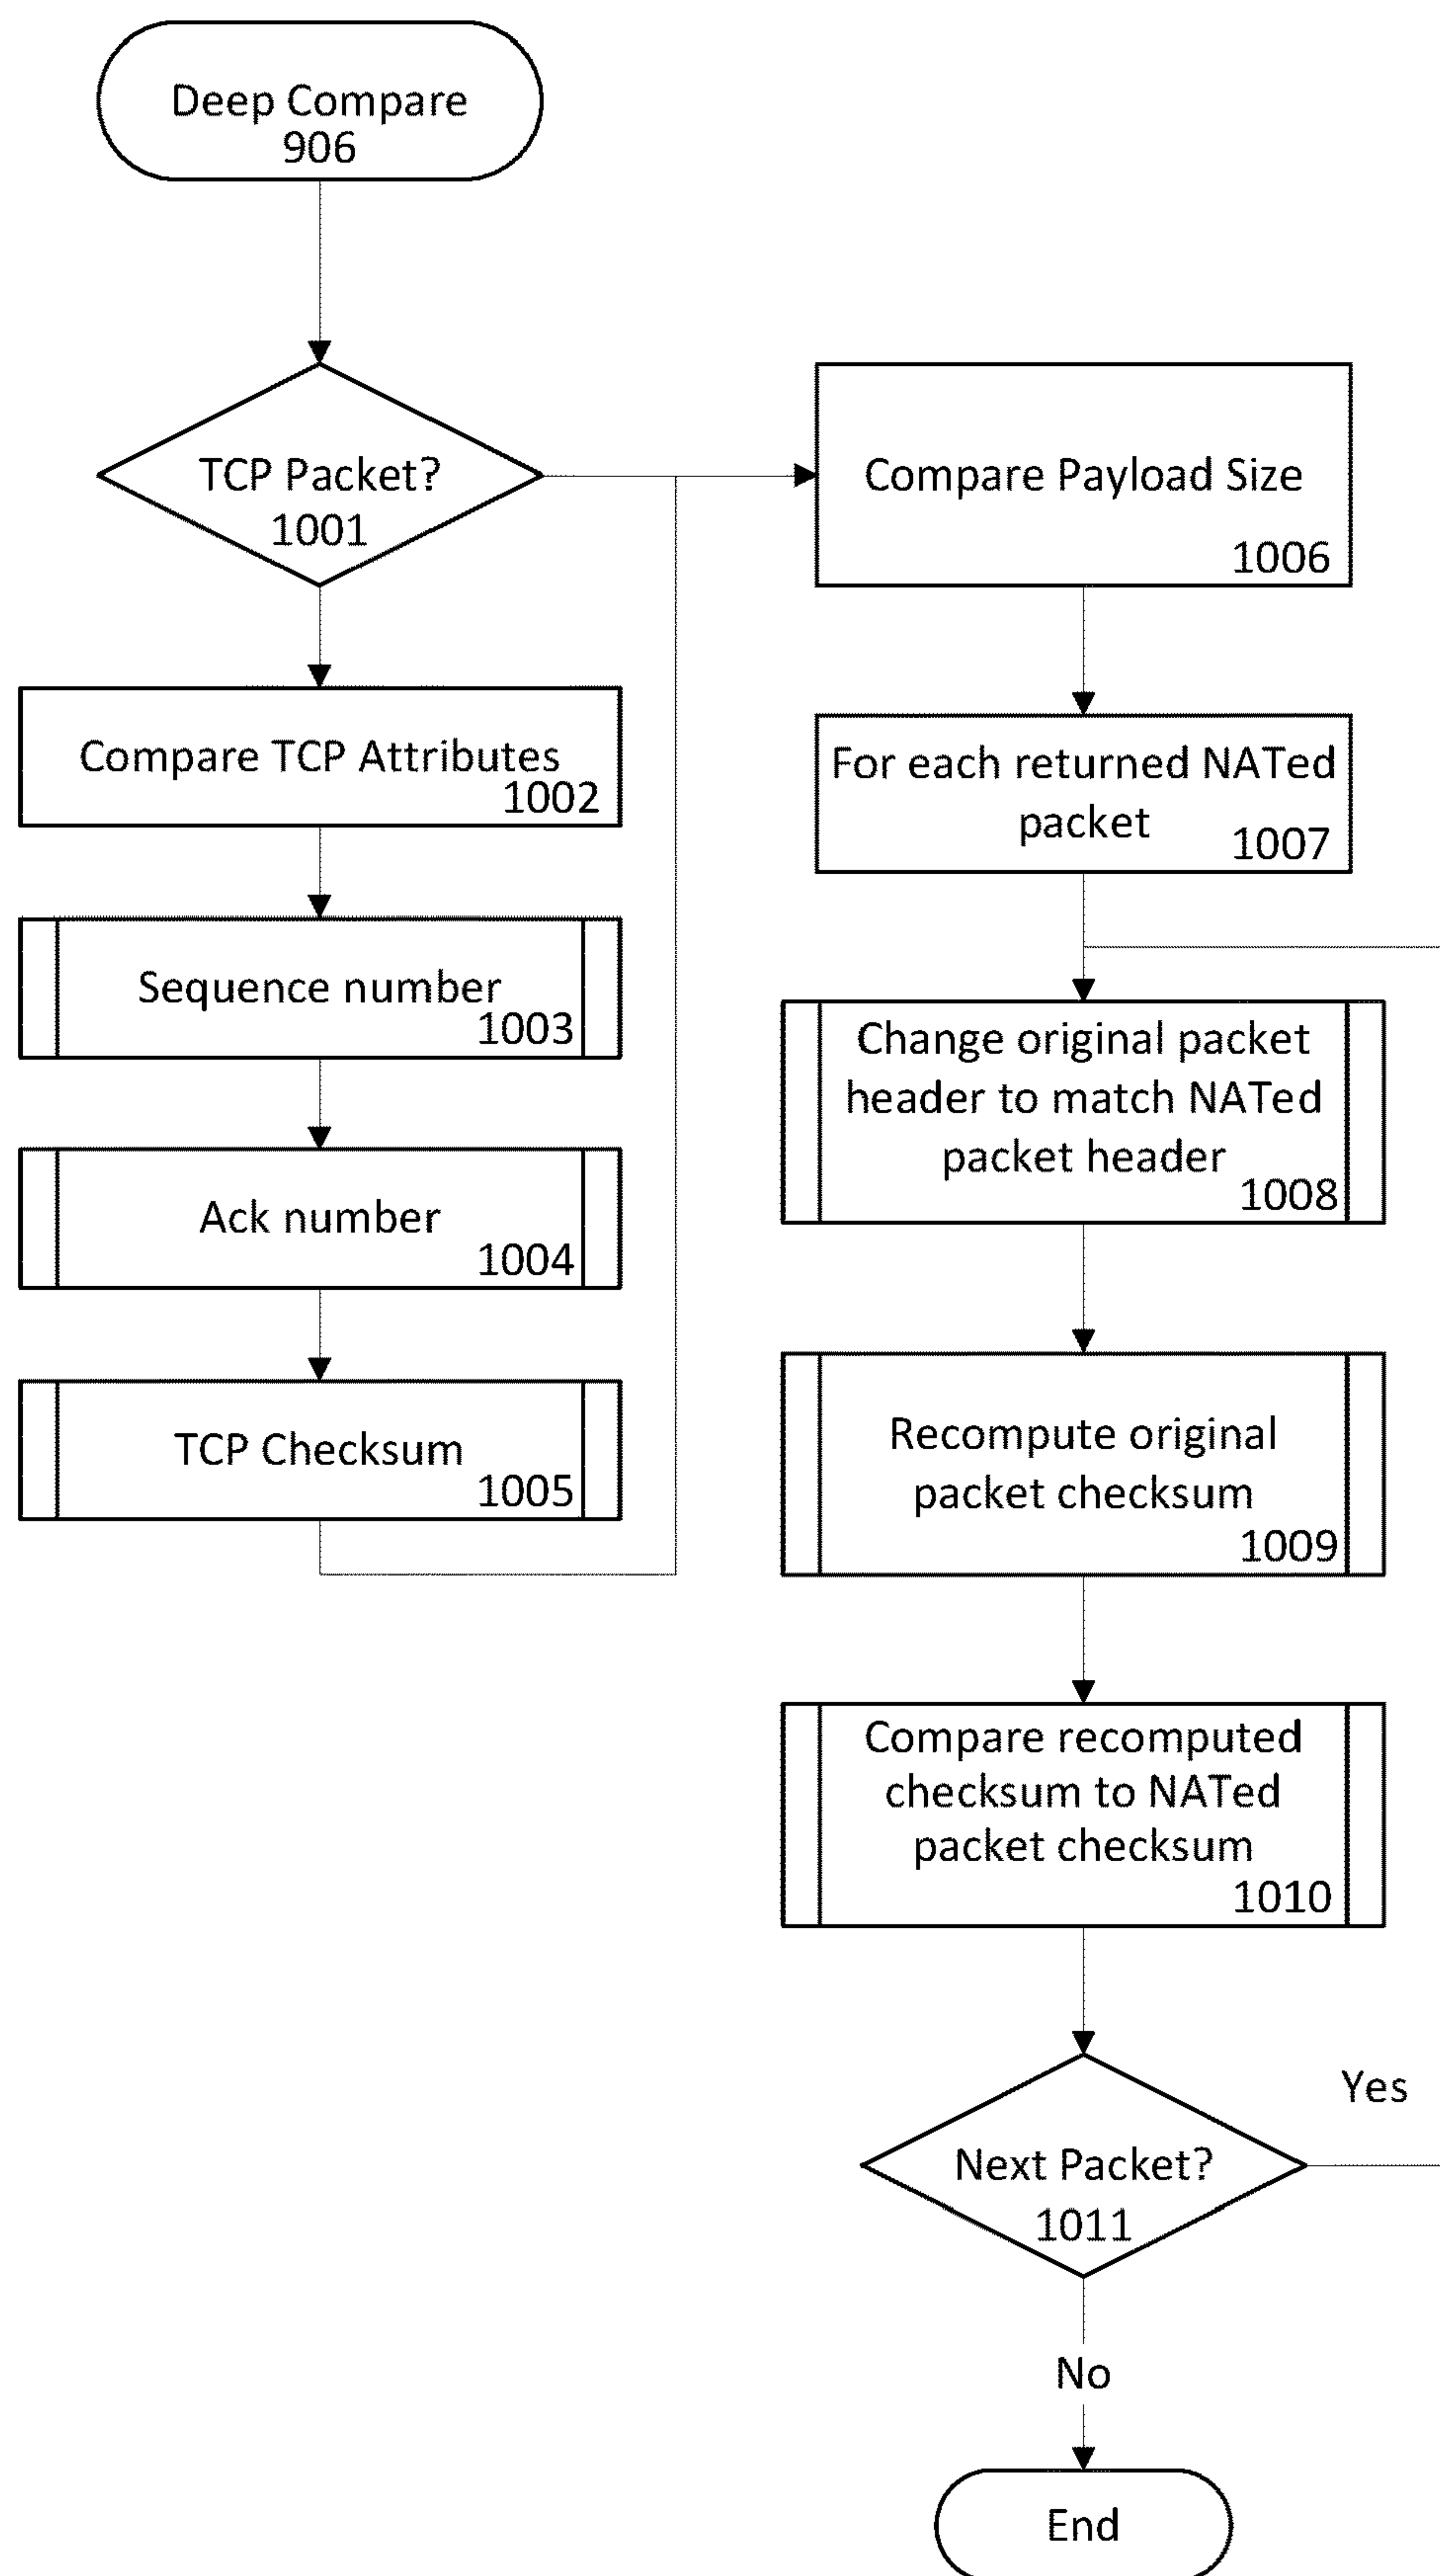 Deep Compare
906
TCP Packet?
1001
Compare TCP Attributes
1002
Sequence number
1003
Ack number
1004
TCP Checksum
1005
Compare Payload Size
1006
For each returned NATed
packet
1007
Change original packet
header to match NATed
packet header
1008
Recompute original
packet checksum
1009
Compare recomputed
checksum to NATed
packet checksum
1010
Next Packet?
1011
Yes
No
End